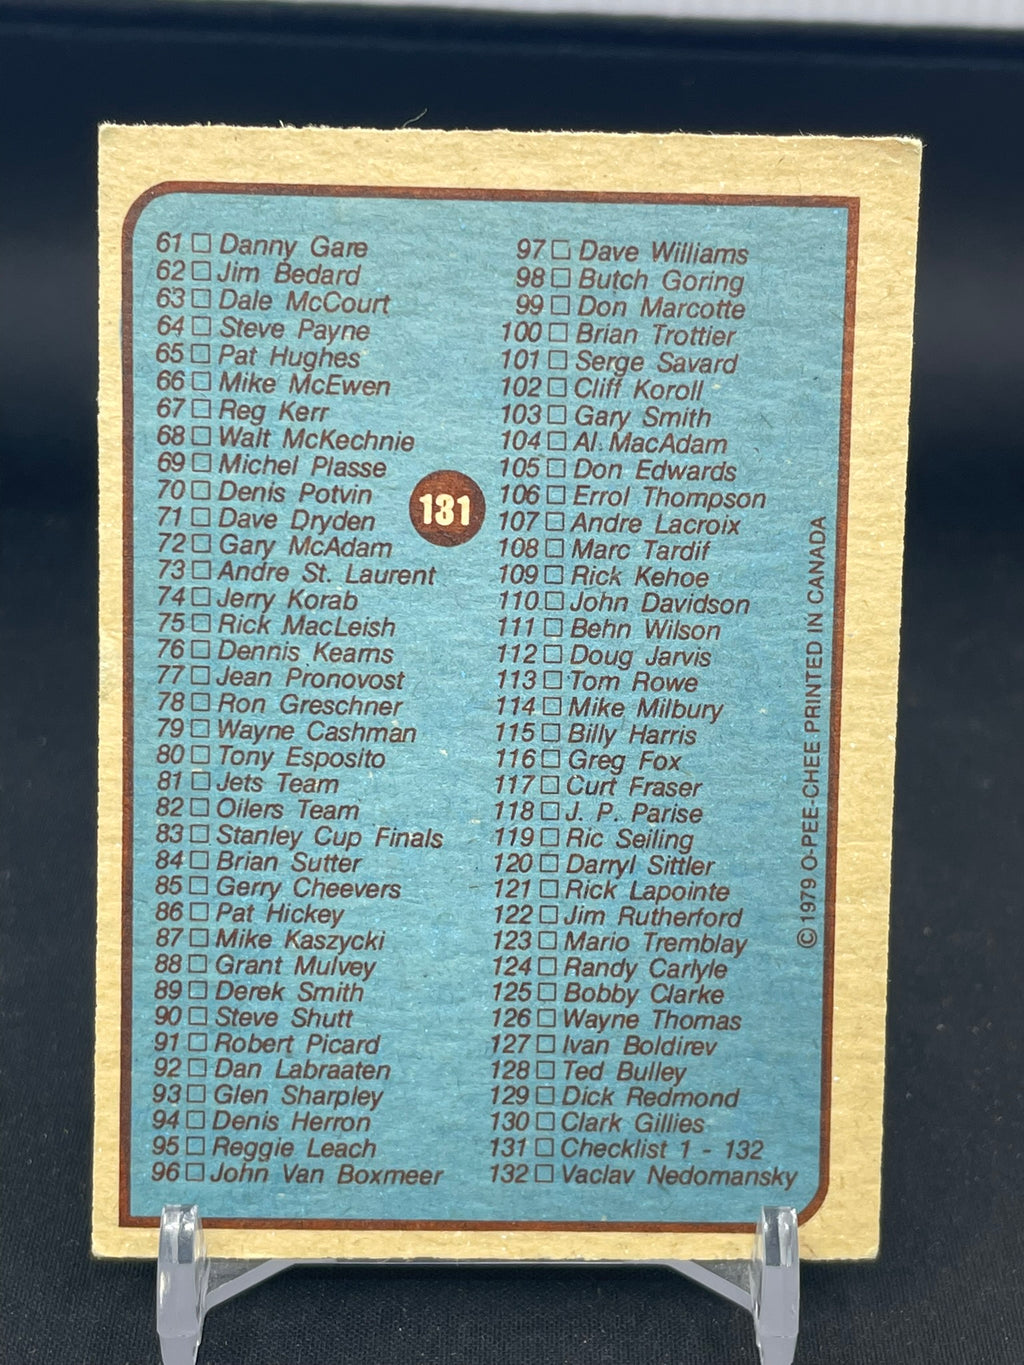 61 □ Danny Gare
62 □ Jim Bedard
63 □ Dale McCourt
64 □ Steve Payne
65 □ Pat Hughes
66 □ Mike McEwen
67 □ Reg Kerr
68 □ Walt McKechnie
69 □ Michel Plasse
70 □ Denis Potvin
71 □ Dave Dryden
72 □ Gary McAdam
73 □ Andre St. Laurent
74 □ Jerry Korab
75 □ Rick MacLeish
76 □ Dennis Kearns
77 □ Jean Pronovost
78 □ Ron Greschner
79 □ Wayne Cashman
80 □ Tony Esposito
81 □ Jets Team
82 □ Oilers Team
83 □ Stanley Cup Finals
84 □ Brian Sutter
85 □ Gerry Cheevers
86 □ Pat Hickey
87 □ Mike Kaszycki
88 □ Grant Mulvey
89 □ Derek Smith
90 □ Steve Shutt
91 □ Robert Picard
92 □ Dan Labraaten
93 □ Glen Sharpley
94 □ Denis Herron
95 □ Reggie Leach
96 □ John Van Boxmeer
131
97 □ Dave Williams
98 □ Butch Goring
99 □ Don Marcotte
100 □ Brian Trottier
101 □ Serge Savard
102 □ Cliff Koroll
103 □ Gary Smith
104 □ Al MacAdam
105 □ Don Edwards
106 □ Errol Thompson
107 □ Andre Lacroix
108 □ Marc Tardif
109 □ Rick Kehoe
110 □ John Davidson
111 □ Behn Wilson
112 □ Doug Jarvis
113 □ Tom Rowe
114 □ Mike Milbury
115 □ Billy Harris
116 □ Greg Fox
117 □ Curt Fraser
118 □ J. P. Parise
119 □ Ric Seiling
120 □ Darryl Sittler
121 □ Rick Lapointe
122 □ Jim Rutherford
123 □ Mario Tremblay
124 □ Randy Carlyle
125 □ Bobby Clarke
126 □ Wayne Thomas
127 □ Ivan Boldirev
128 □ Ted Bulley
129 □ Dick Redmond
130 □ Clark Gillies
131 □ Checklist 1 - 132
132 □ Vaclav Nedomansky
© 1979 O-PEE-CHEE PRINTED IN CANADA